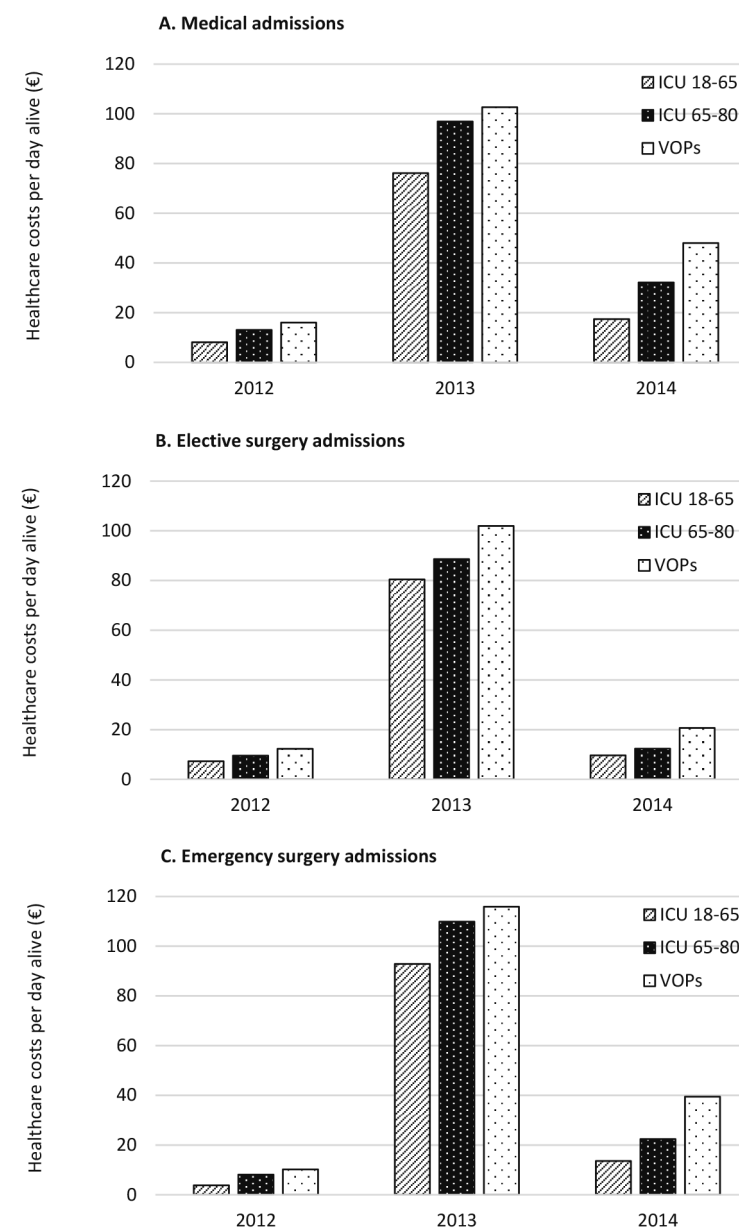 A. Medical admissions
Healthcare costs per day alive (€)
120
100
80
60
40
20
0
ICU 18-65
ICU 65-80
VOPs
2012 2013 2014
B. Elective surgery admissions
Healthcare costs per day alive (€)
120
100
80
60
40
20
0
ICU 18-65
ICU 65-80
VOPs
2012 2013 2014
C. Emergency surgery admissions
Healthcare costs per day alive (€)
120
100
80
60
40
20
0
ICU 18-65
ICU 65-80
VOPs
2012 2013 2014